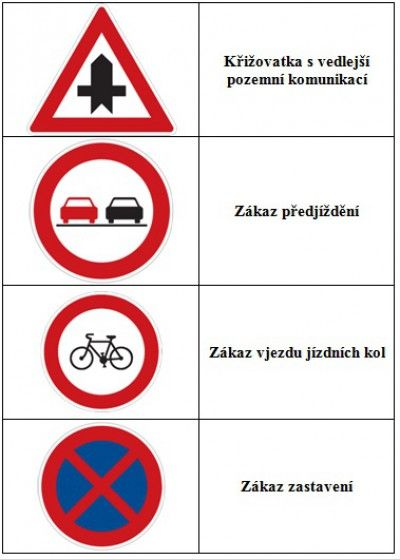 Křižovatka s vedlejší
pozemní komunikací
Zákaz předjíždění
Zákaz vjezdu jízdních kol
Zákaz zastavení